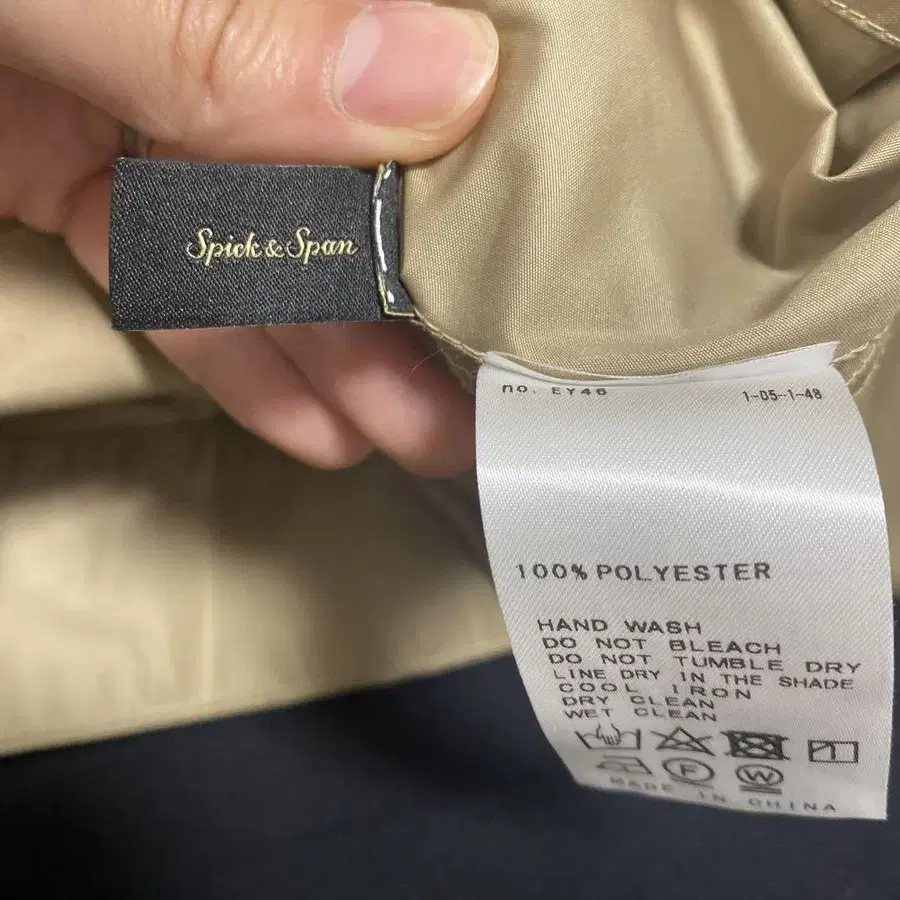 Spick & Span
no. EY46 1-05-1-48
100% POLYESTER
HAND WASH
DO NOT BLEACH
DO NOT TUMBLE DRY
LINE DRY IN THE SHADE
COOL IRON
DRY CLEAN
WET CLEAN
F W
MADE IN CHINA